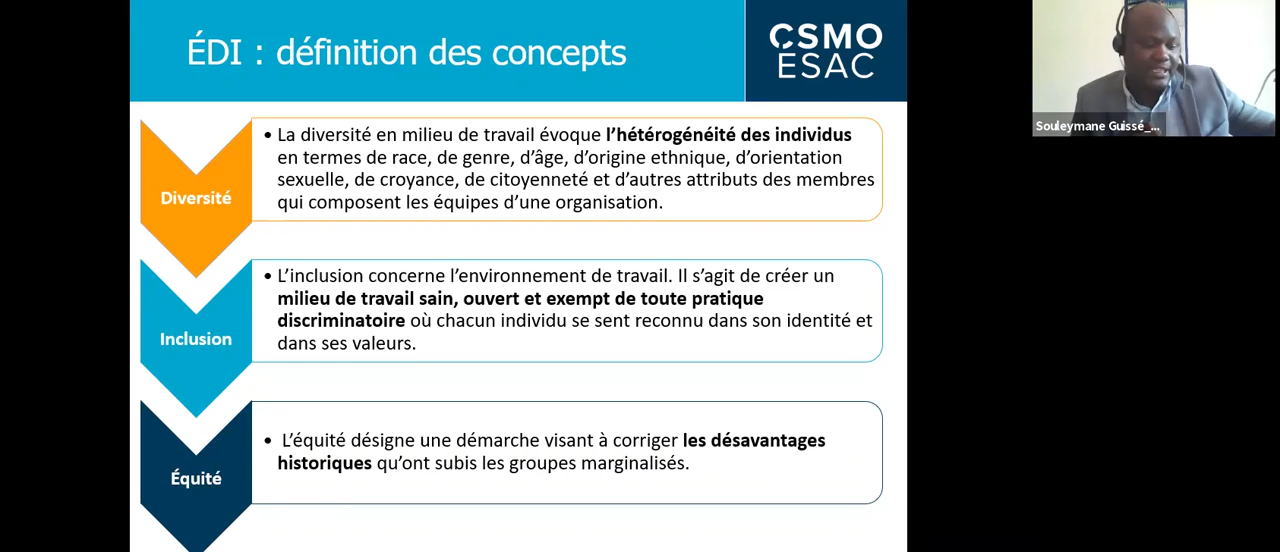 ÉDI : définition des concepts
CSMO
ÉSAC
Souleymane Guissé_...
Diversité
• La diversité en milieu de travail évoque l'hétérogénéité des individus
en termes de race, de genre, d'âge, d'origine ethnique, d'orientation
sexuelle, de croyance, de citoyenneté et d'autres attributs des membres
qui composent les équipes d'une organisation.
Inclusion
• L'inclusion concerne l'environnement de travail. Il s'agit de créer un
milieu de travail sain, ouvert et exempt de toute pratique
discriminatoire où chacun individu se sent reconnu dans son identité et
dans ses valeurs.
Équité
• L'équité désigne une démarche visant à corriger les désavantages
historiques qu'ont subis les groupes marginalisés.